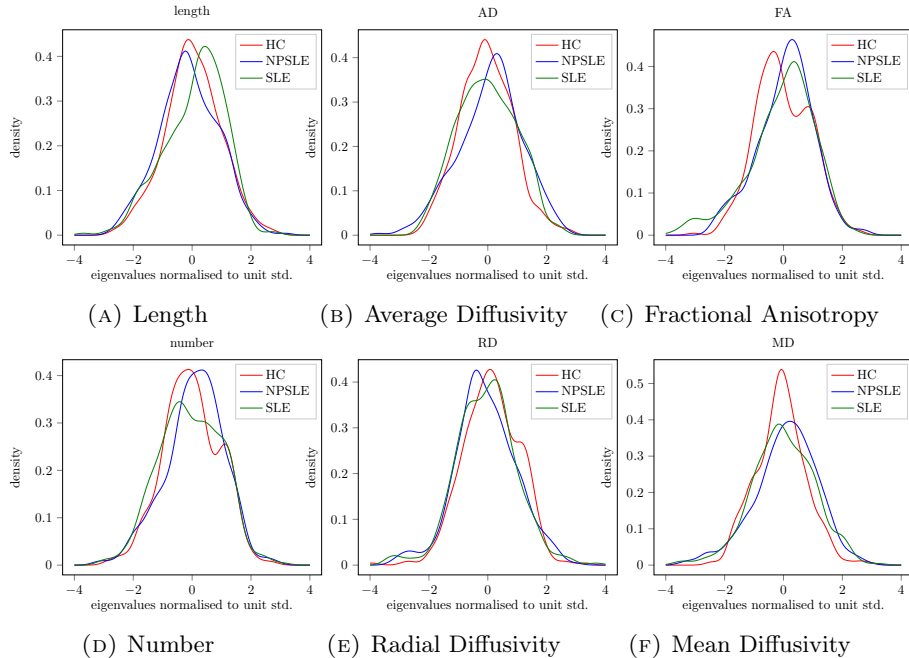 length
AD
FA
HC
NPSLE
SLE
HC
NPSLE
SLE
HC
NPSLE
SLE
density
density
density
0.4
0.3
0.2
0.1
0
0.4
0.3
0.2
0.1
0
0.4
0.3
0.2
0.1
0
−4 −2 0 2 4
−4 −2 0 2 4
−4 −2 0 2 4
eigenvalues normalised to unit std.
eigenvalues normalised to unit std.
eigenvalues normalised to unit std.
(A) Length
(B) Average Diffusivity
(C) Fractional Anisotropy
number
RD
MD
HC
NPSLE
SLE
HC
NPSLE
SLE
HC
NPSLE
SLE
density
density
density
0.4
0.3
0.2
0.1
0
0.4
0.3
0.2
0.1
0
0.5
0.4
0.3
0.2
0.1
0
−4 −2 0 2 4
−4 −2 0 2 4
−4 −2 0 2 4
eigenvalues normalised to unit std.
eigenvalues normalised to unit std.
eigenvalues normalised to unit std.
(D) Number
(E) Radial Diffusivity
(F) Mean Diffusivity